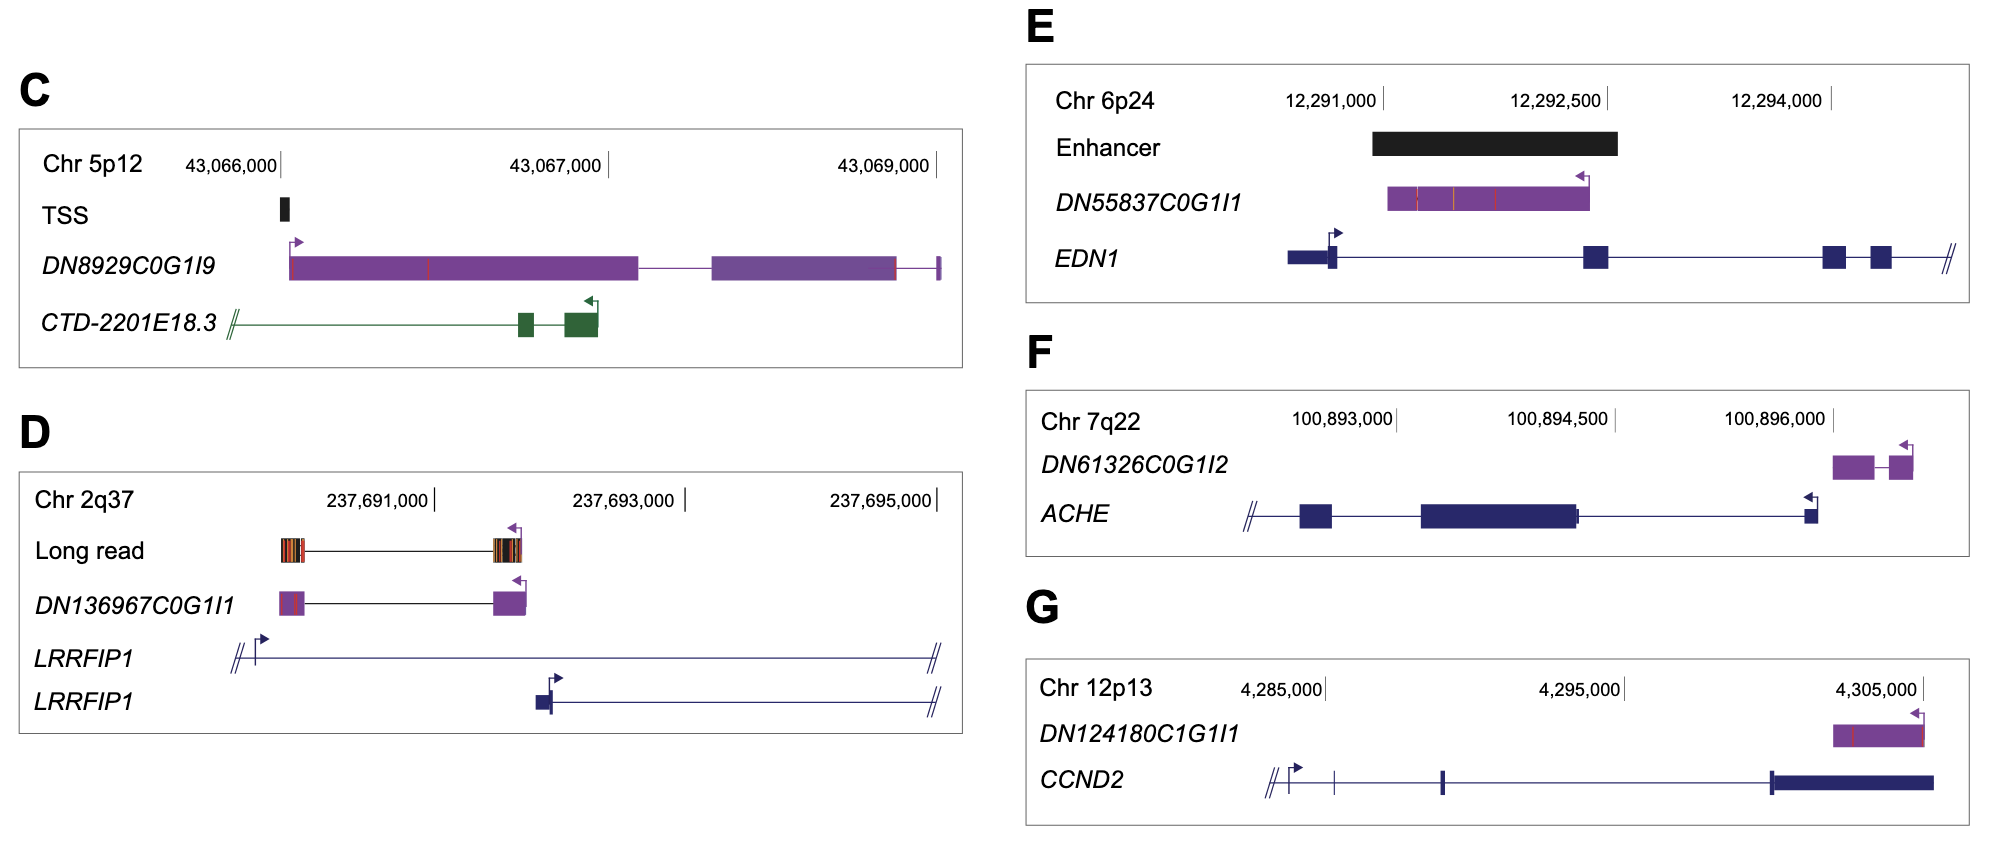 C
Chr 5p12 43,066,000 43,067,000 43,069,000
TSS
DN8929C0G1I9
CTD-2201E18.3
D
Chr 2q37 237,691,000 237,693,000 237,695,000
Long read
DN136967C0G1I1
LRRFIP1
LRRFIP1
E
Chr 6p24 12,291,000 12,292,500 12,294,000
Enhancer
DN55837C0G1I1
EDN1
F
Chr 7q22 100,893,000 100,894,500 100,896,000
DN61326C0G1I2
ACHE
G
Chr 12p13 4,285,000 4,295,000 4,305,000
DN124180C1G1I1
CCND2